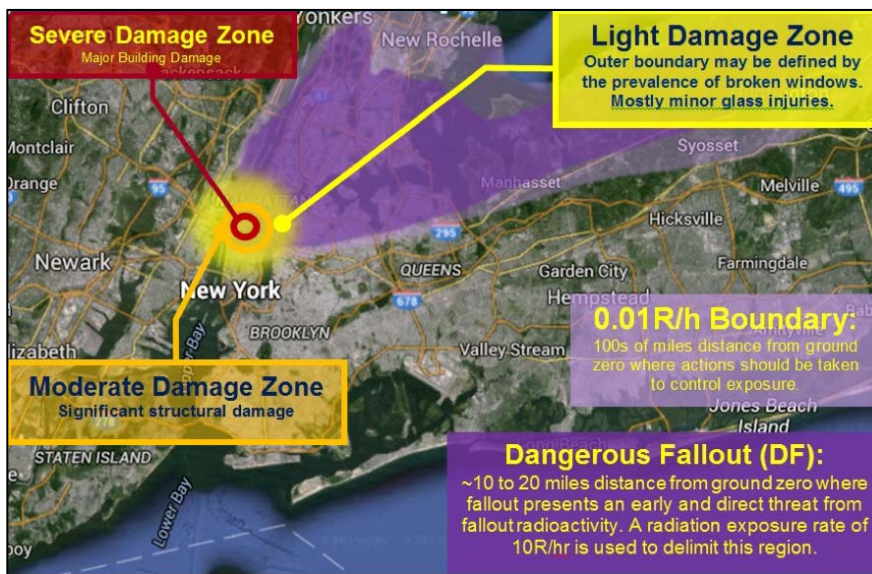 Yonkers
New Rochelle
Severe Damage Zone
Major Building Damage
Light Damage Zone
Outer boundary may be defined by
the prevalence of broken windows.
Mostly minor glass injuries.
Clifton
Montclair
Orange
95
Syosset
Manhasset
Melville
495
Hicksville
295
Newark
QUEENS
Garden City
Farmingdale
New York
678
Hempstead
BROOKLYN
0.01R/h Boundary:
100s of miles distance from ground
zero where actions should be taken
to control exposure.
Valley Stream
Moderate Damage Zone
Significant structural damage
278
Jones Beach
Island
STATEN ISLAND
Lower Bay
Dangerous Fallout (DF):
~10 to 20 miles distance from ground zero where
fallout presents an early and direct threat from
fallout radioactivity. A radiation exposure rate of
10R/hr is used to delimit this region.